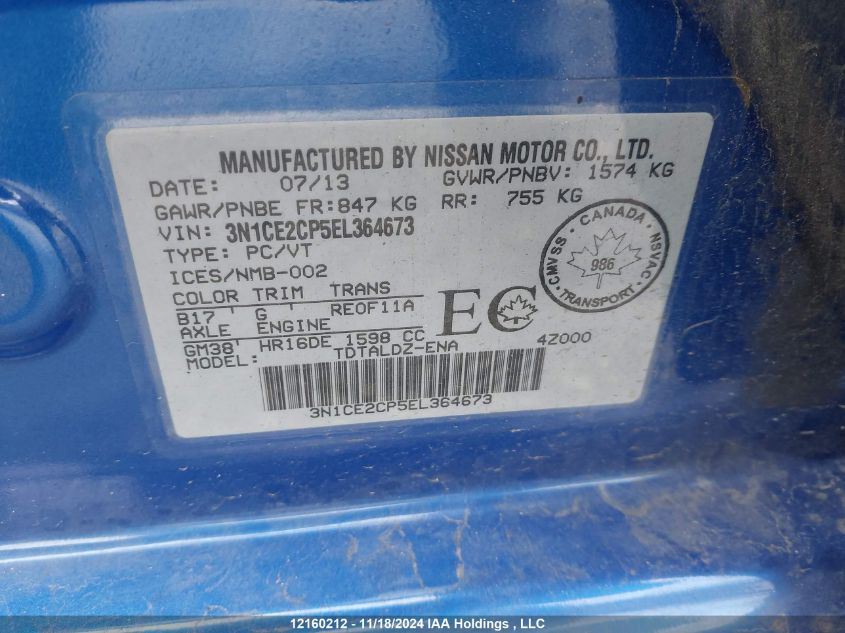 MANUFACTURED BY NISSAN MOTOR CO., LTD.
DATE: 07/13 GVWR/PNBV: 1574 KG
GAWR/PNBE FR:847 KG RR: 755 KG
VIN: 3N1CE2CP5EL364673
TYPE: PC/VT
ICES/NMB-002
COLOR TRIM TRANS
B17 G RE0F11A
AXLE ENGINE
GM38 HR16DE 1598 CC
MODEL: TDTALDZ-ENA 4Z000
EC
CANADA
CMVSS NSVAC
986
TRANSPORT
3N1CE2CP5EL364673
12160212 - 11/18/2024 IAA Holdings , LLC